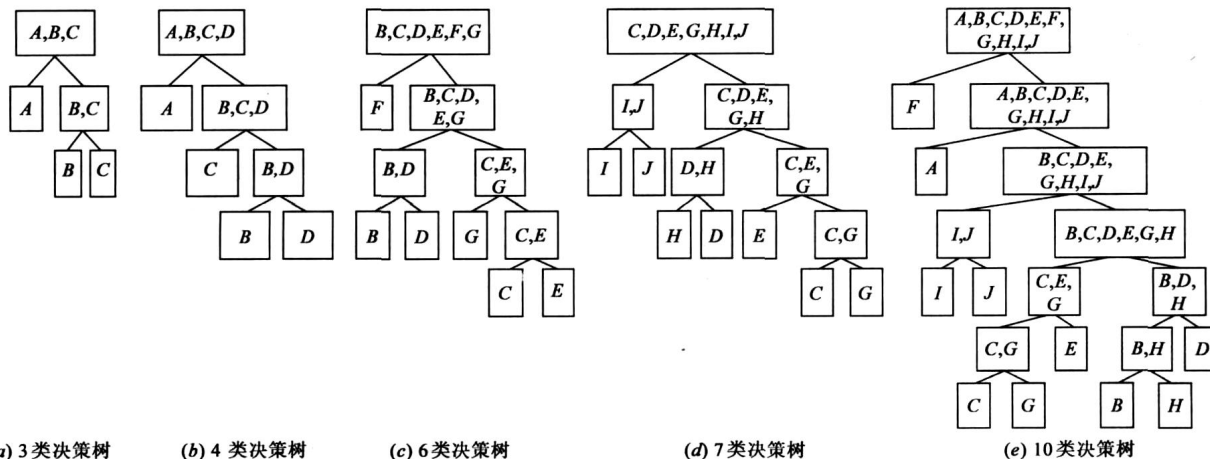 A,B,C
A
B,C
B
C
A,B,C,D
A
B,C,D
C
B,D
B
D
B,C,D,E,F,G
F
B,C,D,
E,G
B,D
C,E,
G
B
D
G
C,E
C
E
C,D,E,G,H,I,J
I,J
C,D,E,
G,H
I
J
D,H
C,E,
G
H
D
E
C,G
C
G
A,B,C,D,E,F,
G,H,I,J
F
A,B,C,D,E,
G,H,I,J
A
B,C,D,E,
G,H,I,J
I,J
B,C,D,E,G,H
I
J
C,E,
G
B,D,
H
C,G
E
B,H
D
C
G
B
H
) 3类决策树
(b) 4 类决策树
(c) 6类决策树
(d) 7类决策树
(e) 10类决策树